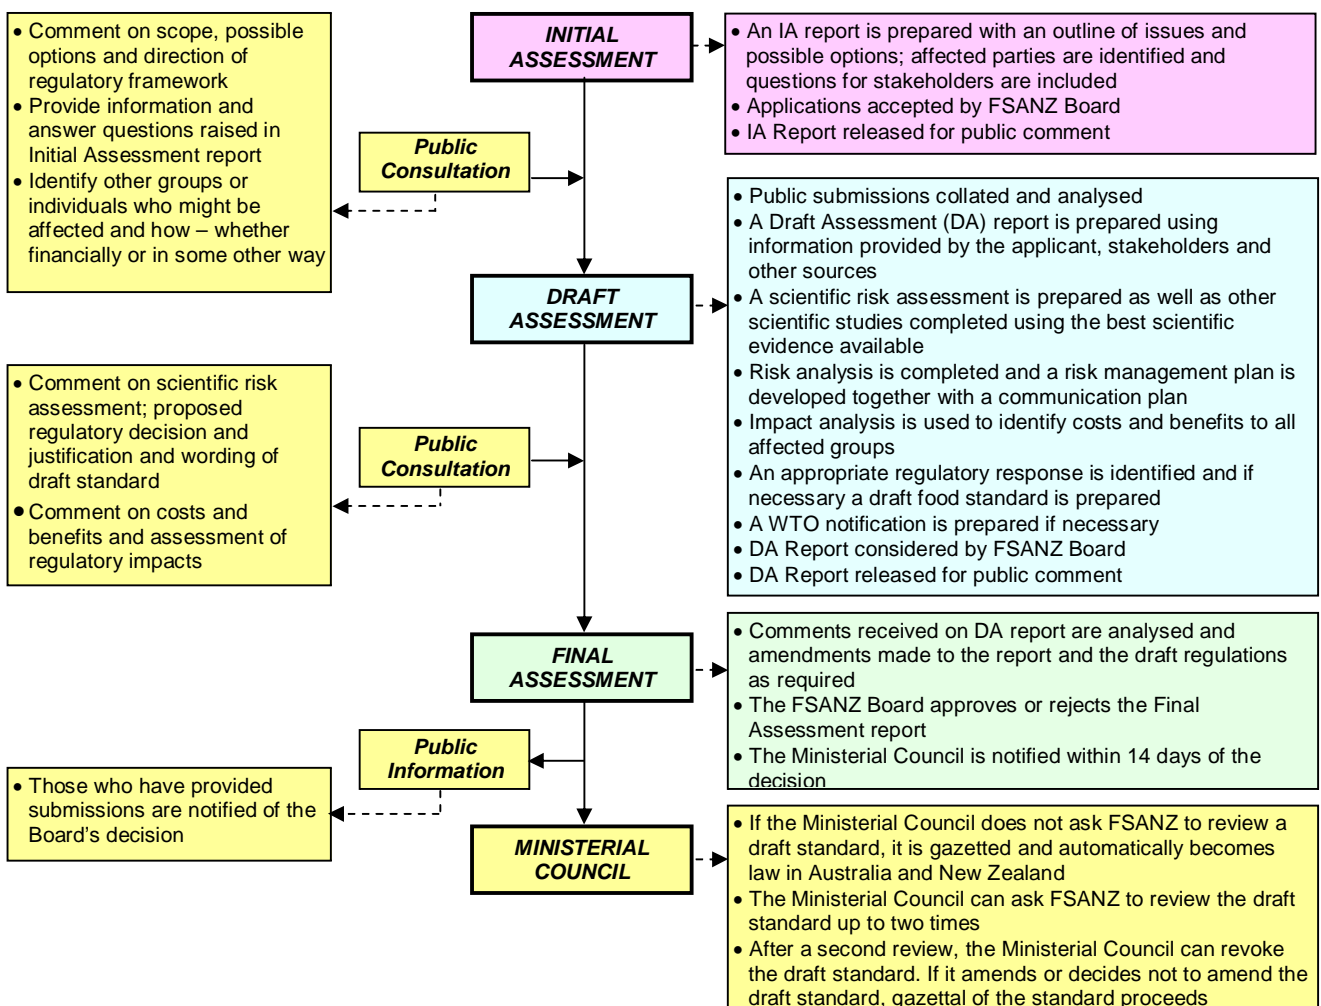 • Comment on scope, possible
options and direction of
regulatory framework
• Provide information and
answer questions raised in
Initial Assessment report
• Identify other groups or
individuals who might be
affected and how – whether
financially or in some other way
INITIAL
ASSESSMENT
• An IA report is prepared with an outline of issues and
possible options; affected parties are identified and
questions for stakeholders are included
• Applications accepted by FSANZ Board
• IA Report released for public comment
Public
Consultation
DRAFT
ASSESSMENT
• Public submissions collated and analysed
• A Draft Assessment (DA) report is prepared using
information provided by the applicant, stakeholders and
other sources
• A scientific risk assessment is prepared as well as other
scientific studies completed using the best scientific
evidence available
• Risk analysis is completed and a risk management plan is
developed together with a communication plan
• Impact analysis is used to identify costs and benefits to all
affected groups
• An appropriate regulatory response is identified and if
necessary a draft food standard is prepared
• A WTO notification is prepared if necessary
• DA Report considered by FSANZ Board
• DA Report released for public comment
• Comment on scientific risk
assessment; proposed
regulatory decision and
justification and wording of
draft standard
• Comment on costs and
benefits and assessment of
regulatory impacts
Public
Consultation
FINAL
ASSESSMENT
• Comments received on DA report are analysed and
amendments made to the report and the draft regulations
as required
• The FSANZ Board approves or rejects the Final
Assessment report
• The Ministerial Council is notified within 14 days of the
decision
Public
Information
• Those who have provided
submissions are notified of the
Board's decision
MINISTERIAL
COUNCIL
• If the Ministerial Council does not ask FSANZ to review a
draft standard, it is gazetted and automatically becomes
law in Australia and New Zealand
• The Ministerial Council can ask FSANZ to review the draft
standard up to two times
• After a second review, the Ministerial Council can revoke
the draft standard. If it amends or decides not to amend the
draft standard, gazettal of the standard proceeds